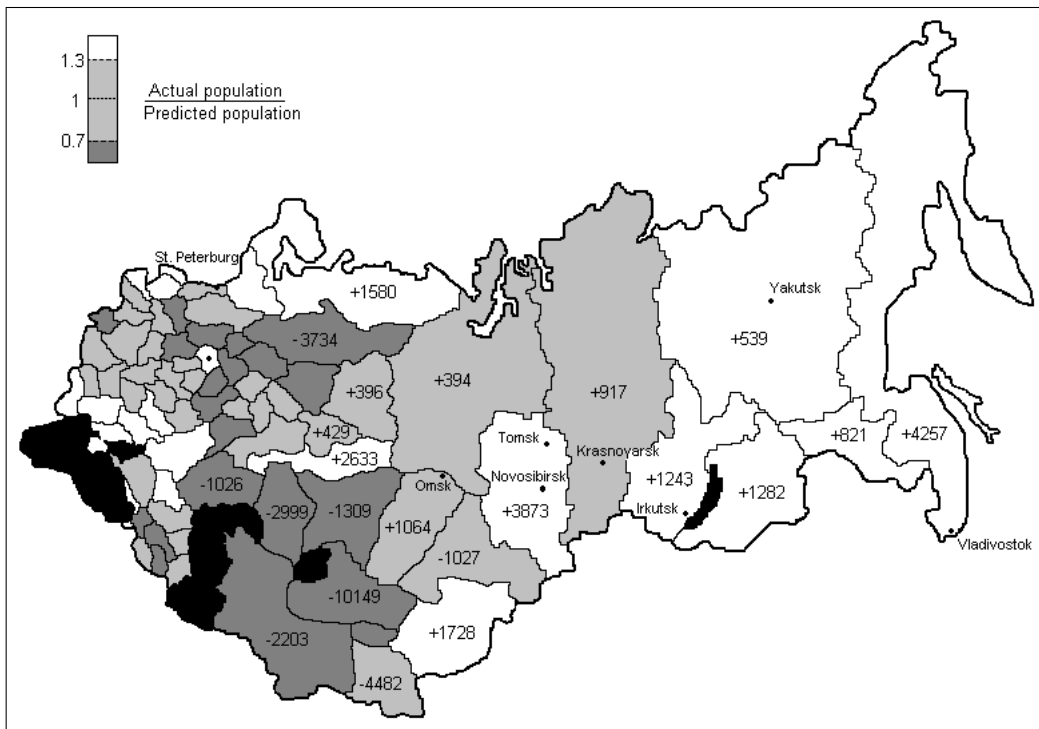 1.3
Actual population
1
Predicted population
0.7
St. Peterburg
+1580
Yakutsk
-3734
+539
+394
+396
+917
+429
Tomsk
+821
+4257
+2633
Krasnoyarsk
Omsk
Novosibirsk
+1243
-1026
+1282
-2999
-1309
+3873
Irkutsk
+1064
Vladivostok
-1027
-10149
+1728
-2203
-4482